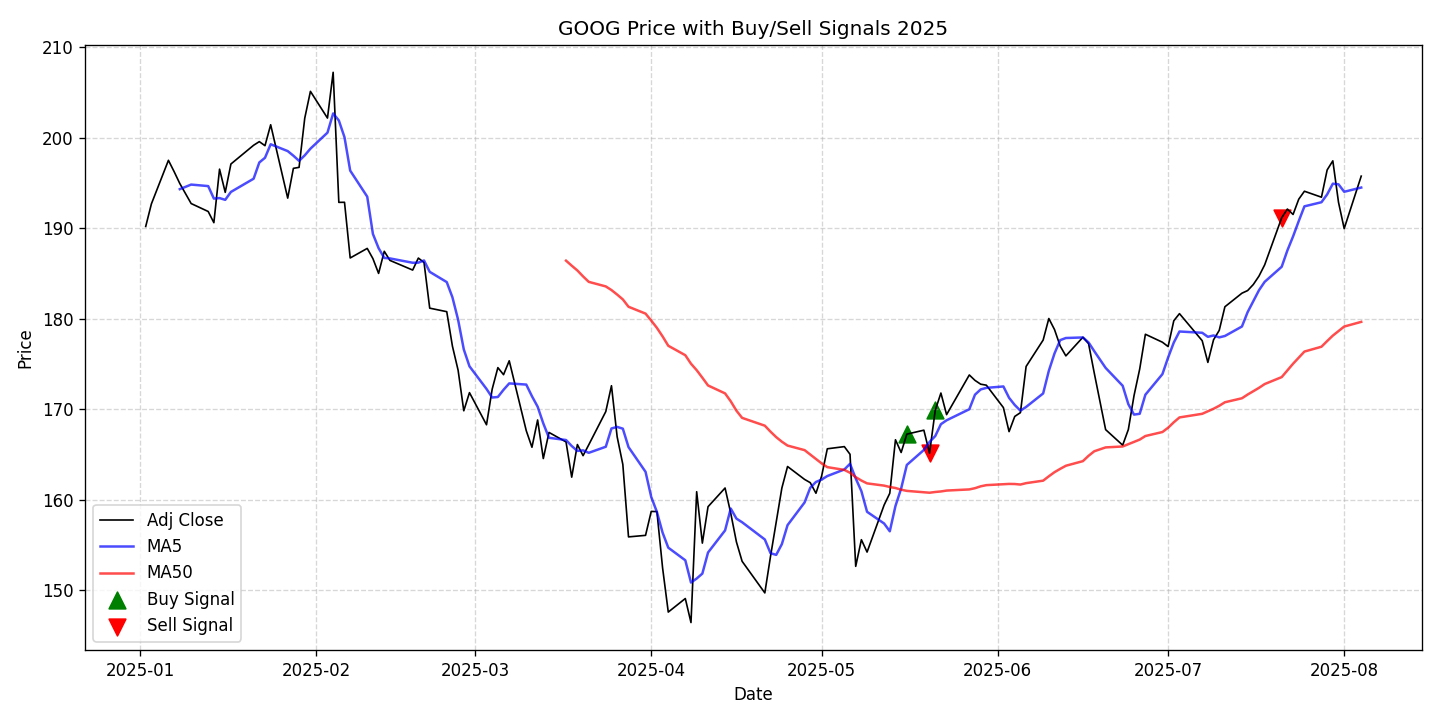 GOOG Price with Buy/Sell Signals 2025
210
200
190
180
170
160
150
Price
Adj Close
MA5
MA50
Buy Signal
Sell Signal
2025-01
2025-02
2025-03
2025-04
2025-05
2025-06
2025-07
2025-08
Date